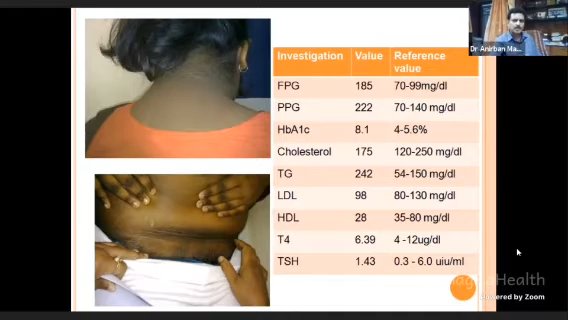 Dr Anirban Ma...
Investigation Value Reference value
FPG 185 70-99mg/dl
PPG 222 70-140 mg/dl
HbA1c 8.1 4-5.6%
Cholesterol 175 120-250 mg/dl
TG 242 54-150 mg/dl
LDL 98 80-130 mg/dl
HDL 28 35-80 mg/dl
T4 6.39 4 -12ug/dl
TSH 1.43 0.3 - 6.0 uiu/ml
Health
Powered by Zoom